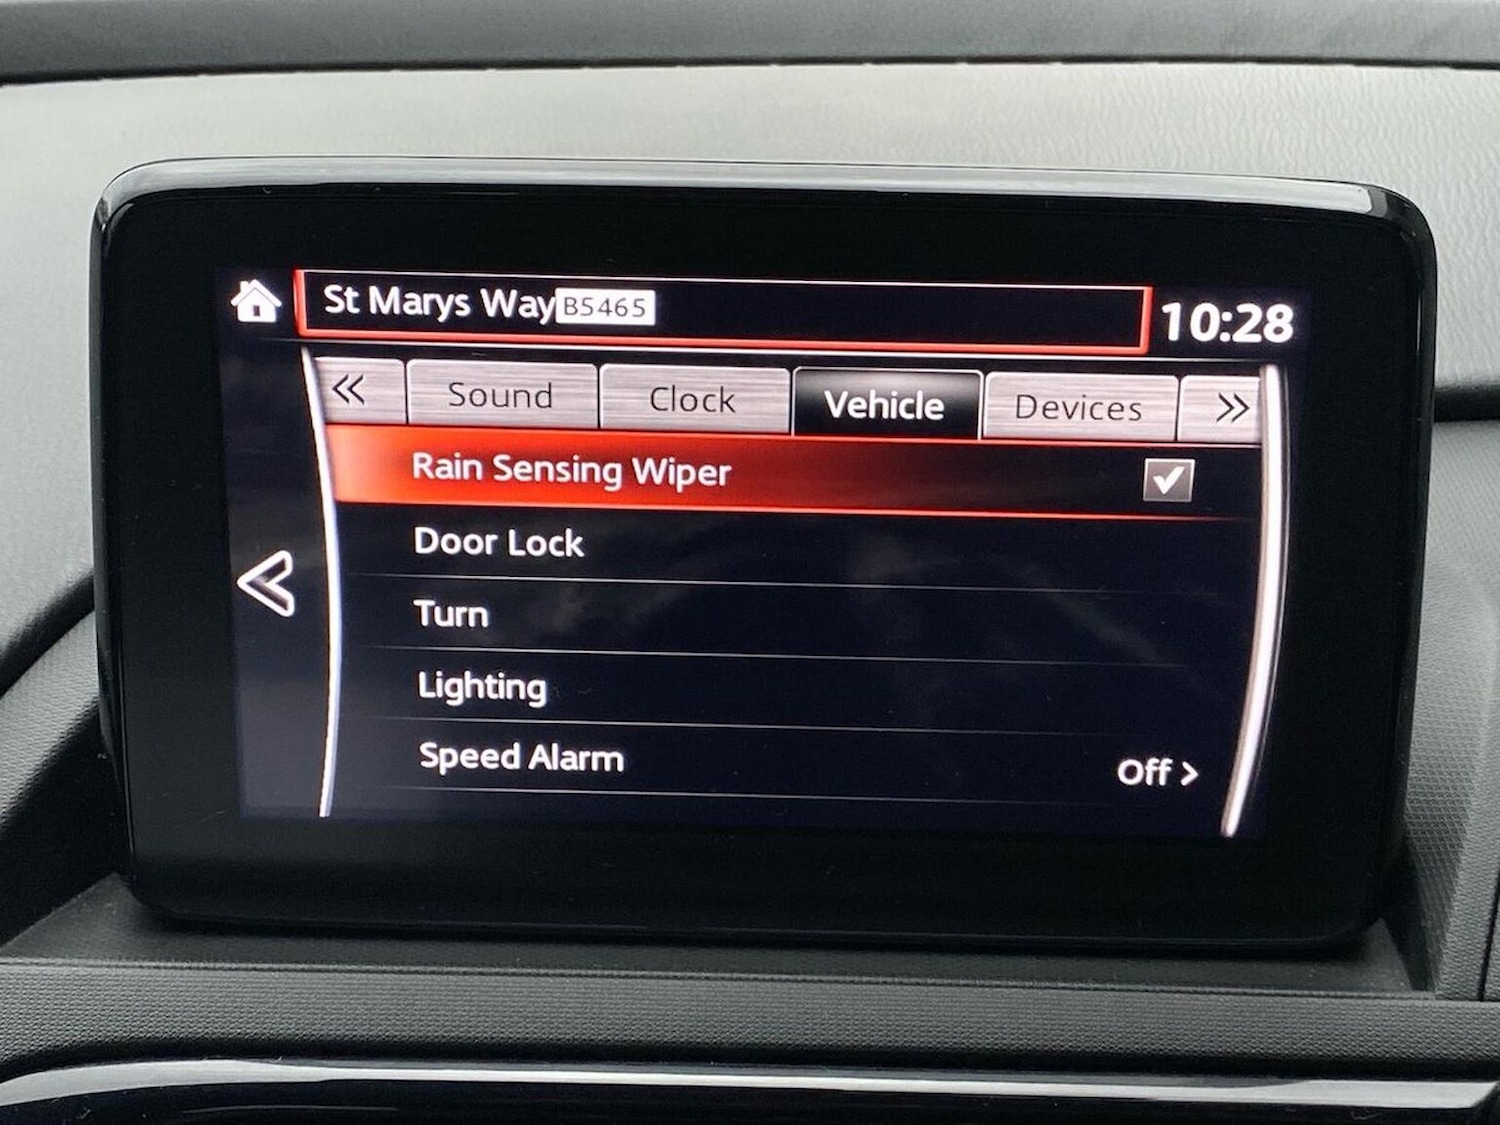 St Marys Way B5465 10:28
« Sound Clock Vehicle Devices »
Rain Sensing Wiper
Door Lock
Turn
Lighting
Speed Alarm Off >